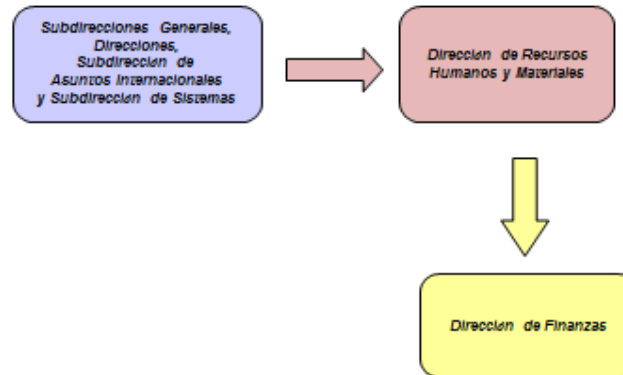 Subdirecciones Generales,
Direcciones,
Subdirección de
Asuntos Internacionales
y Subdirección de Sistemas
Dirección de Recursos
Humanos y Materiales
Dirección de Finanzas